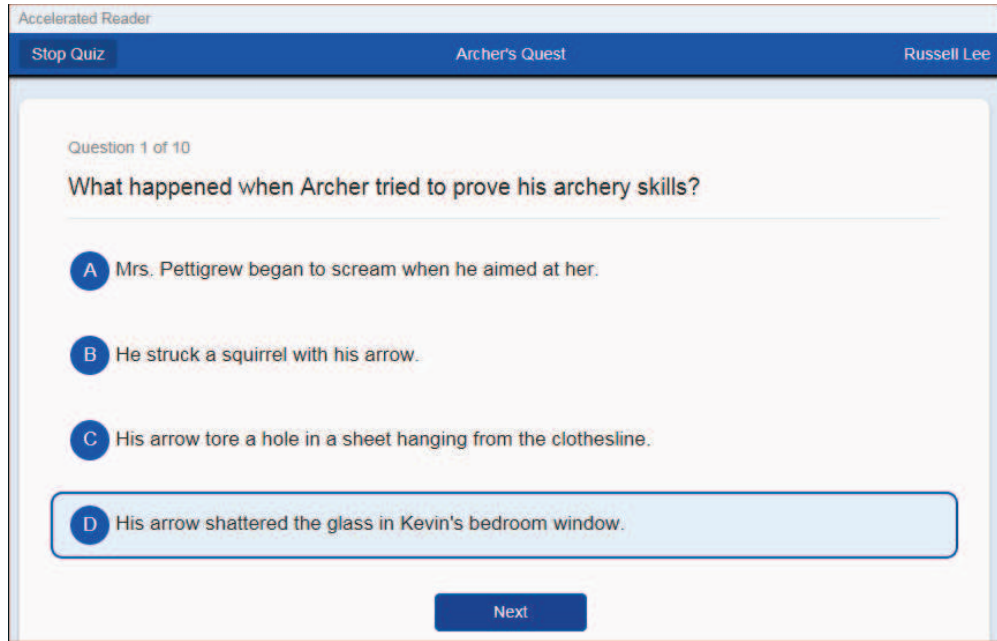 Accelerated Reader
Stop Quiz Archer's Quest Russell Lee
Question 1 of 10
What happened when Archer tried to prove his archery skills?
A Mrs. Pettigrew began to scream when he aimed at her.
B He struck a squirrel with his arrow.
C His arrow tore a hole in a sheet hanging from the clothesline.
D His arrow shattered the glass in Kevin's bedroom window.
Next